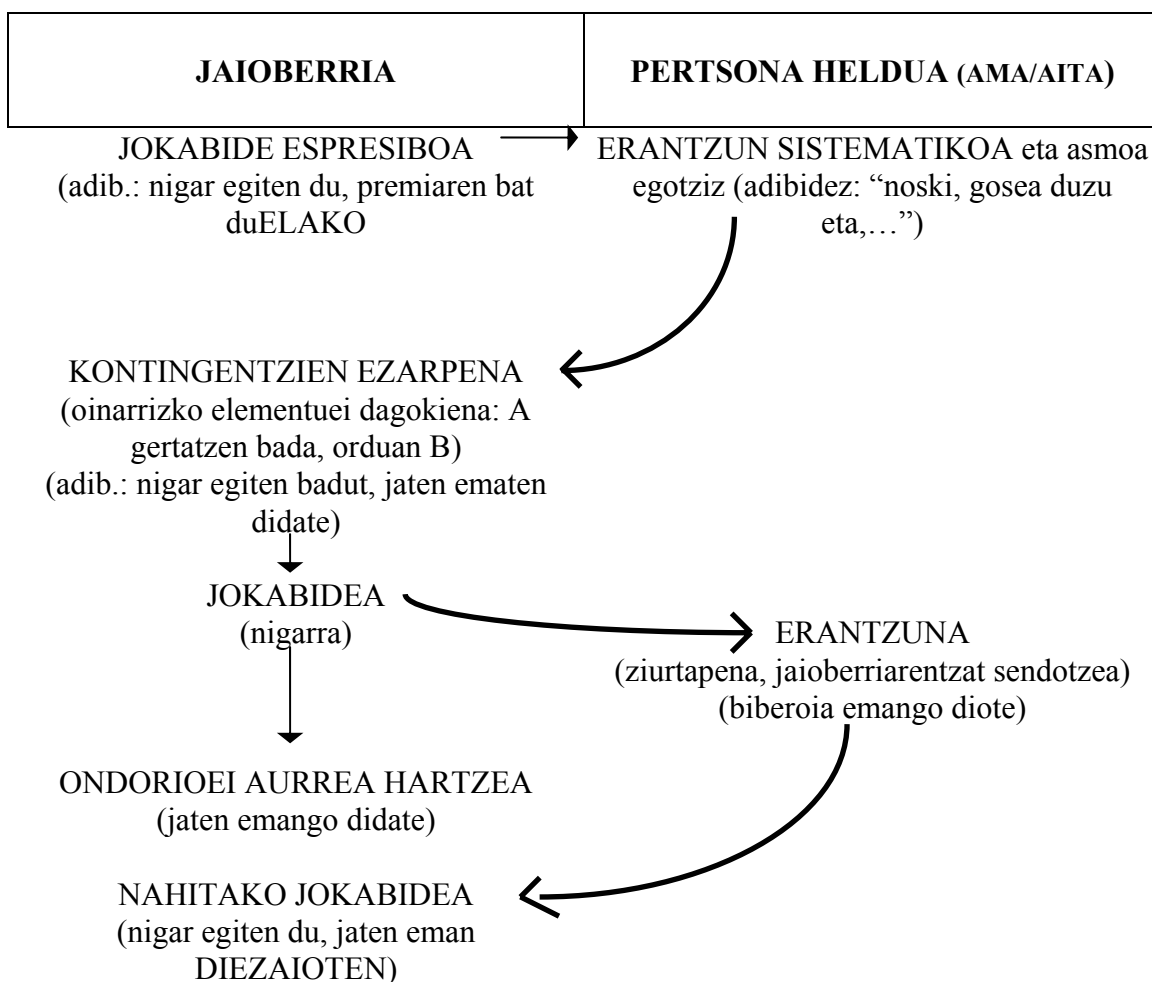 JAIOBERRIA
PERTSONA HELDUA (AMA/AITA)
JOKABIDE ESPRESIBOA
(adib.: nigar egiten du, premiaren bat
duELAKO
ERANTZUN SISTEMATIKOA eta asmoa
egotziz (adibidez: “noski, gosea duzu
eta,…”)
KONTINGENTZIEN EZARPENA
(oinarrizko elementuei dagokiena: A
gertatzen bada, orduan B)
(adib.: nigar egiten badut, jaten ematen
didate)
JOKABIDEA
(nigarra)
ERANTZUNA
(ziurtapena, jaioberriarentzat sendotzea)
(biberoia emango diote)
ONDORIOEI AURREA HARTZEA
(jaten emango didate)
NAHITAKO JOKABIDEA
(nigar egiten du, jaten eman
DIEZAIOTEN)